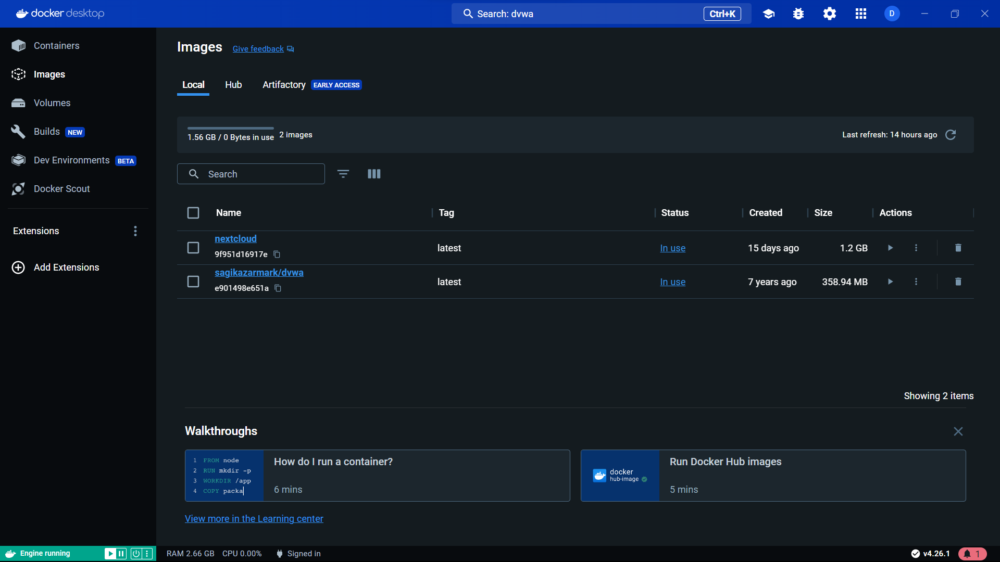 docker desktop
Search: dvwa
Ctrl+K
D
Containers
Images
Volumes
Builds NEW
Dev Environments BETA
Docker Scout
Extensions
Add Extensions
Images
Give feedback
Local
Hub
Artifactory EARLY ACCESS
1.56 GB / 0 Bytes in use
2 images
Last refresh: 14 hours ago
Search
Name
Tag
Status
Created
Size
Actions
nextcloud
9f951d16917e
latest
In use
15 days ago
1.2 GB
sagikazarmark/dvwa
e901498e651a
latest
In use
7 years ago
358.94 MB
Showing 2 items
Walkthroughs
1 FROM node
2 RUN mkdir -p
3 WORKDIR /app
4 COPY packa
How do I run a container?
6 mins
docker
hub-image
Run Docker Hub images
5 mins
View more in the Learning center
Engine running
RAM 2.66 GB
CPU 0.00%
Signed in
v4.26.1
1